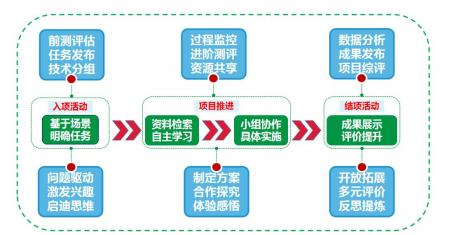 前测评估
任务发布
技术分组
过程监控
进阶测评
资源共享
数据分析
成果发布
项目综评
入项活动
项目推进
结项活动
基于场景
明确任务
资料检索
自主学习
小组协作
具体实施
成果展示
评价提升
问题驱动
激发兴趣
启迪思维
制定方案
合作探究
体验感悟
开放拓展
多元评价
反思提炼